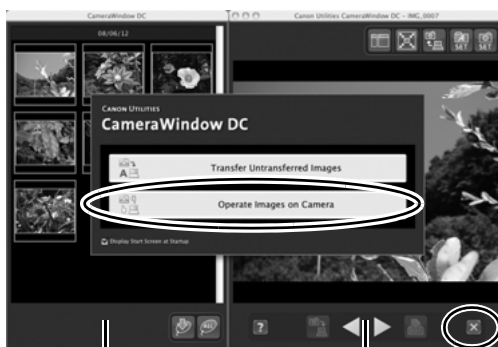 CameraWindow DC
Canon Utilities CameraWindow DC - IMG_0007
08/06/12
SET
SET
CANON UTILITIES
CameraWindow DC
Transfer Untransferred Images
A
Operate Images on Camera
Display Start Screen at Startup
?